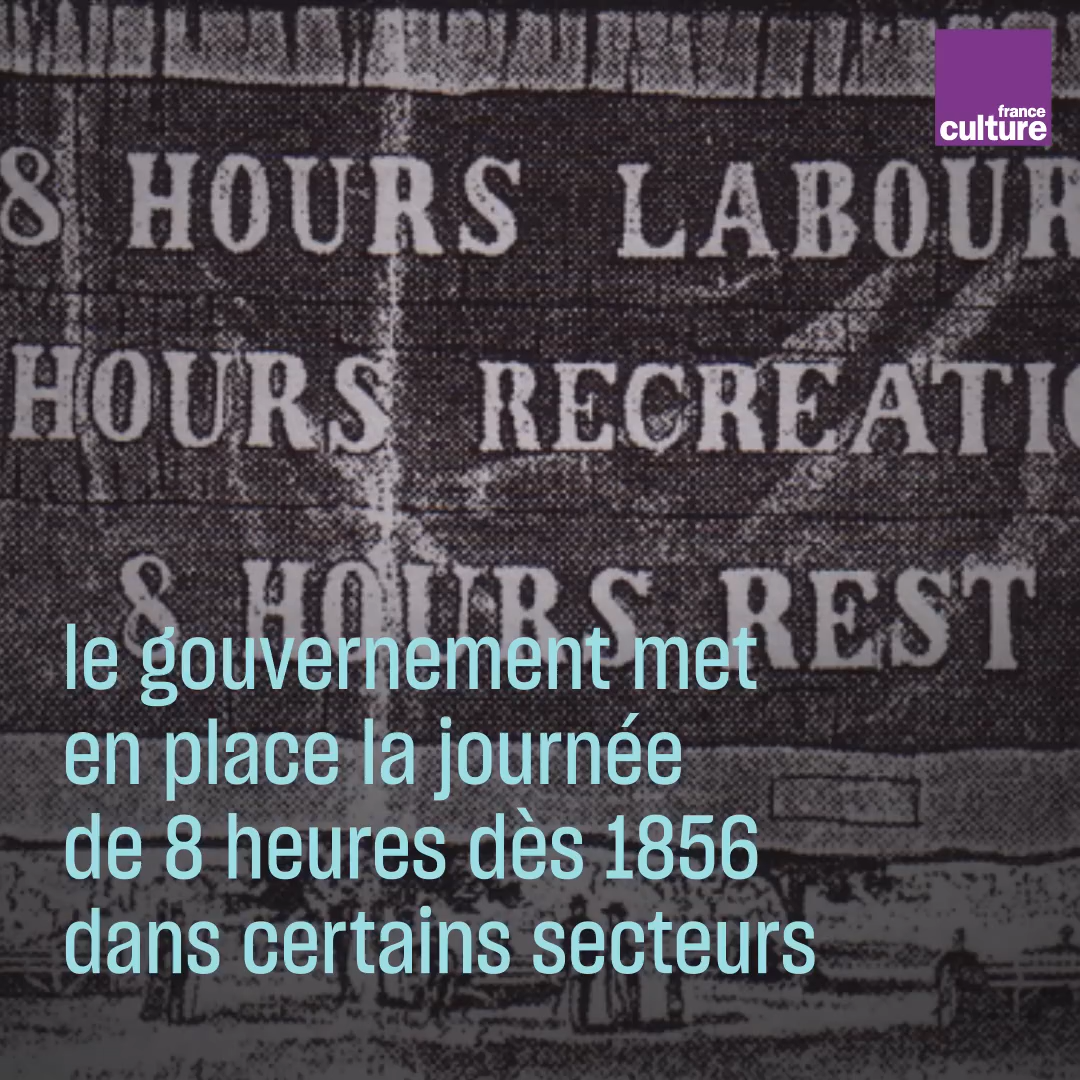 france
culture
8 HOURS LABOUR
HOURS RECREATIO
8 HOURS REST
le gouvernement met
en place la journée
de 8 heures dès 1856
dans certains secteurs